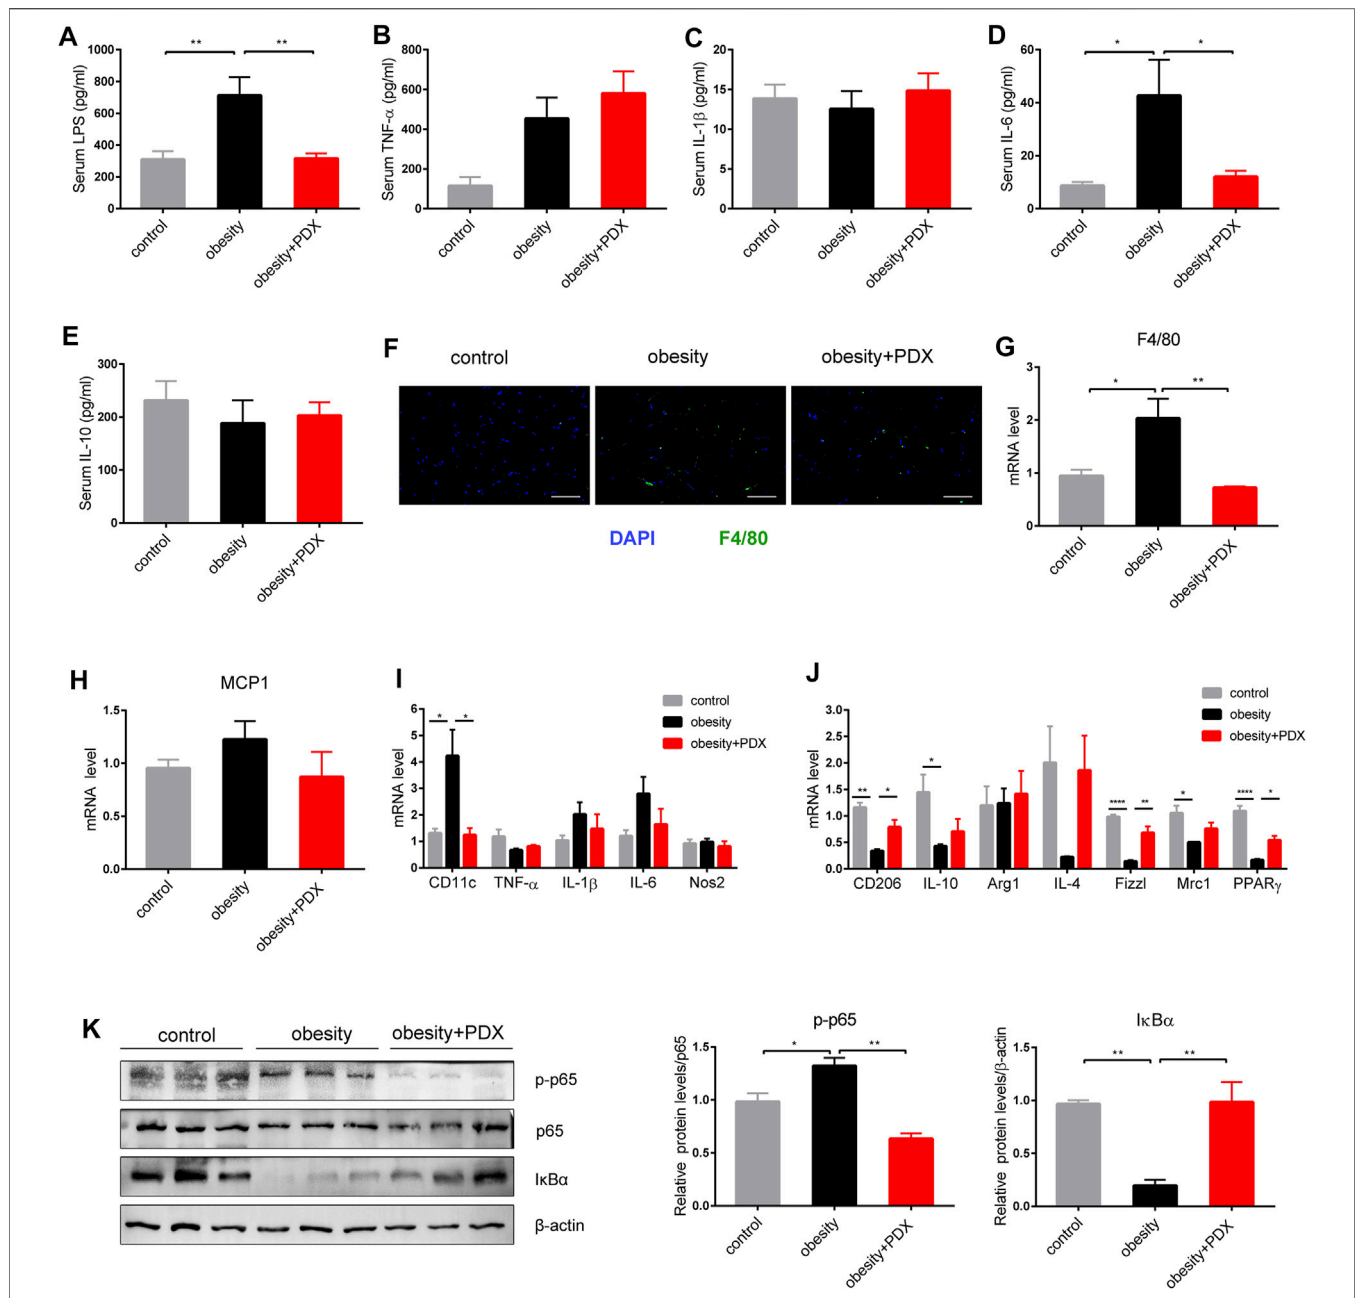 A
Serum LPS (pg/ml)
1000
800
600
400
200
0
** **
control
obesity
obesity+PDX
B
Serum TNF-α (pg/ml)
800
600
400
200
0
control
obesity
obesity+PDX
C
Serum IL-1β (pg/ml)
20
15
10
5
0
control
obesity
obesity+PDX
D
Serum IL-6 (pg/ml)
60
40
20
0
* *
control
obesity
obesity+PDX
E
Serum IL-10 (pg/ml)
300
200
100
0
control
obesity
obesity+PDX
F
control obesity obesity+PDX
DAPI F4/80
G
F4/80
mRNA level
3
2
1
0
* **
control
obesity
obesity+PDX
H
MCP1
mRNA level
1.5
1.0
0.5
0.0
control
obesity
obesity+PDX
I
mRNA level
6
5
4
3
2
1
0
* *
control
obesity
obesity+PDX
CD11c TNF-α IL-1β IL-6 Nos2
J
mRNA level
3.0
2.5
2.0
1.5
1.0
0.5
0.0
** * * **** ** * **** *
control
obesity
obesity+PDX
CD206 IL-10 Arg1 IL-4 Fizzl Mrc1 PPARγ
K
control obesity obesity+PDX
p-p65
p65
IκBα
β-actin
p-p65
Relative protein levels/p65
1.5
1.0
0.5
0.0
* **
control
obesity
obesity+PDX
IκBα
Relative protein levels/β-actin
1.5
1.0
0.5
0.0
** **
control
obesity
obesity+PDX